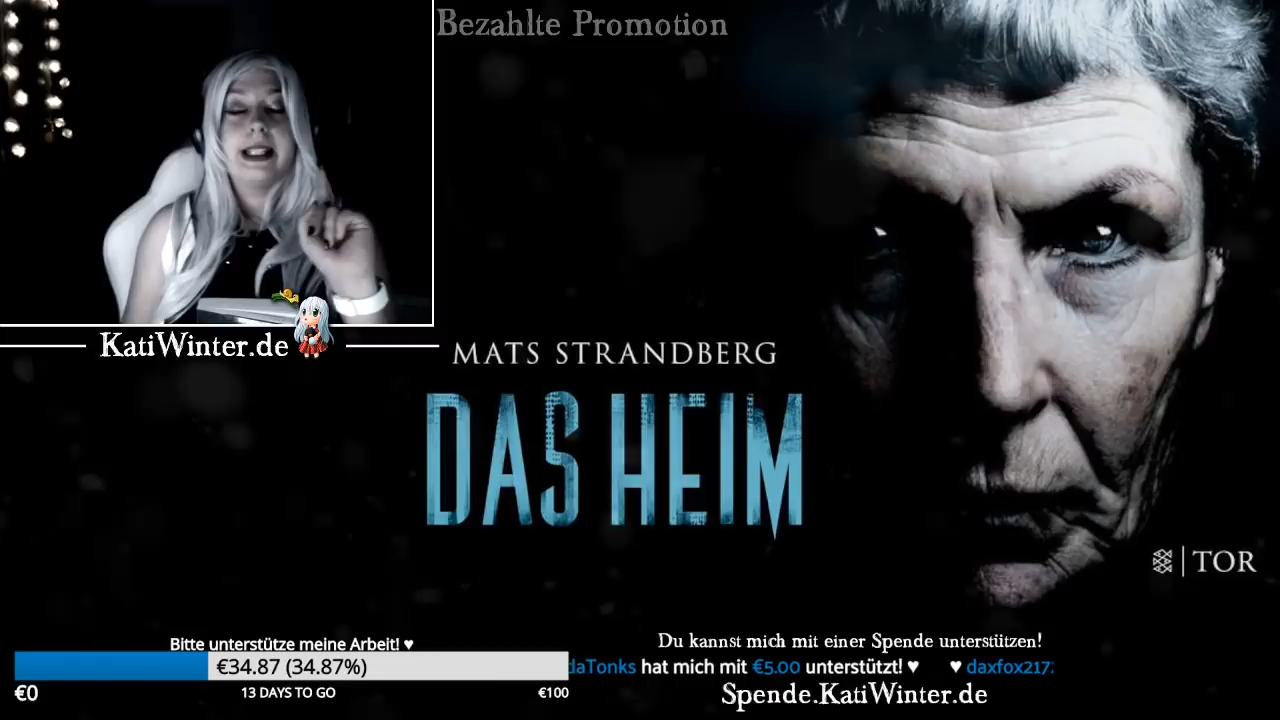 Bezahlte Promotion
KatiWinter.de
MATS STRANDBERG
DAS HEIM
TOR
Bitte unterstütze meine Arbeit! ♥
€34.87 (34.87%)
€0
13 DAYS TO GO
€100
Du kannst mich mit einer Spende unterstützen!
daTonks hat mich mit €5.00 unterstützt! ♥ ♥ daxfox217
Spende.KatiWinter.de